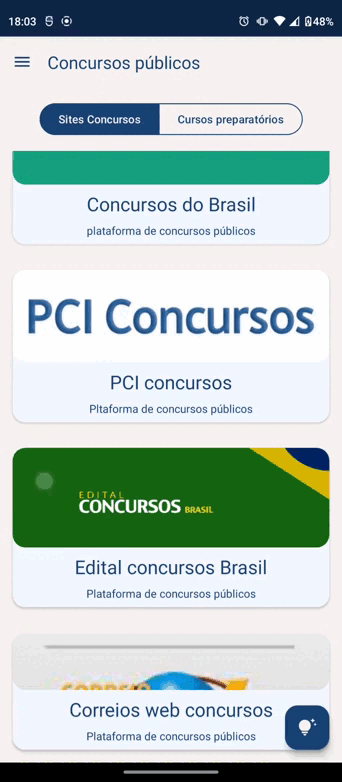 18:03
48%
Concursos públicos
Sites Concursos
Cursos preparatórios
Concursos do Brasil
plataforma de concursos públicos
PCI Concursos
PCI concursos
Pltaforma de concursos públicos
EDITAL
CONCURSOS BRASIL
Edital concursos Brasil
Plataforma de concursos públicos
CORREIO
Correios web concursos
Plataforma de concursos públicos